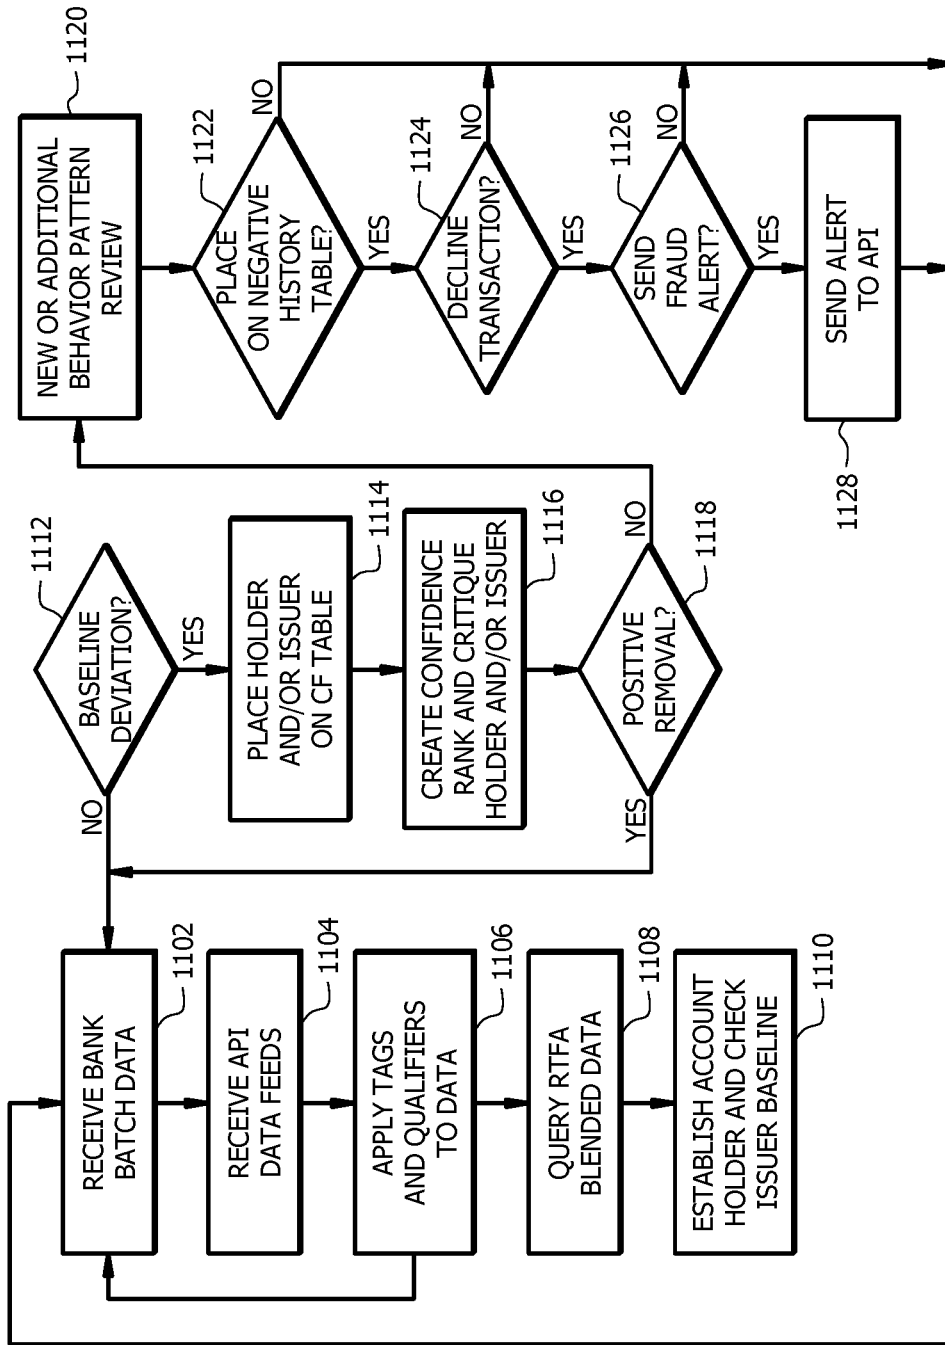 RECEIVE BANK
BATCH DATA
1102
RECEIVE API
DATA FEEDS
1104
APPLY TAGS
AND QUALIFIERS
TO DATA
1106
QUERY RTFA
BLENDED DATA
1108
ESTABLISH ACCOUNT
HOLDER AND CHECK
ISSUER BASELINE
1110
BASELINE
DEVIATION?
1112
NO
YES
PLACE HOLDER
AND/OR ISSUER
ON CF TABLE
1114
CREATE CONFIDENCE
RANK AND CRITIQUE
HOLDER AND/OR ISSUER
1116
POSITIVE
REMOVAL?
1118
YES
NO
NEW OR ADDITIONAL
BEHAVIOR PATTERN
REVIEW
1120
PLACE
ON NEGATIVE
HISTORY
TABLE?
1122
NO
YES
DECLINE
TRANSACTION?
1124
NO
YES
SEND
FRAUD
ALERT?
1126
NO
YES
SEND ALERT
TO API
1128